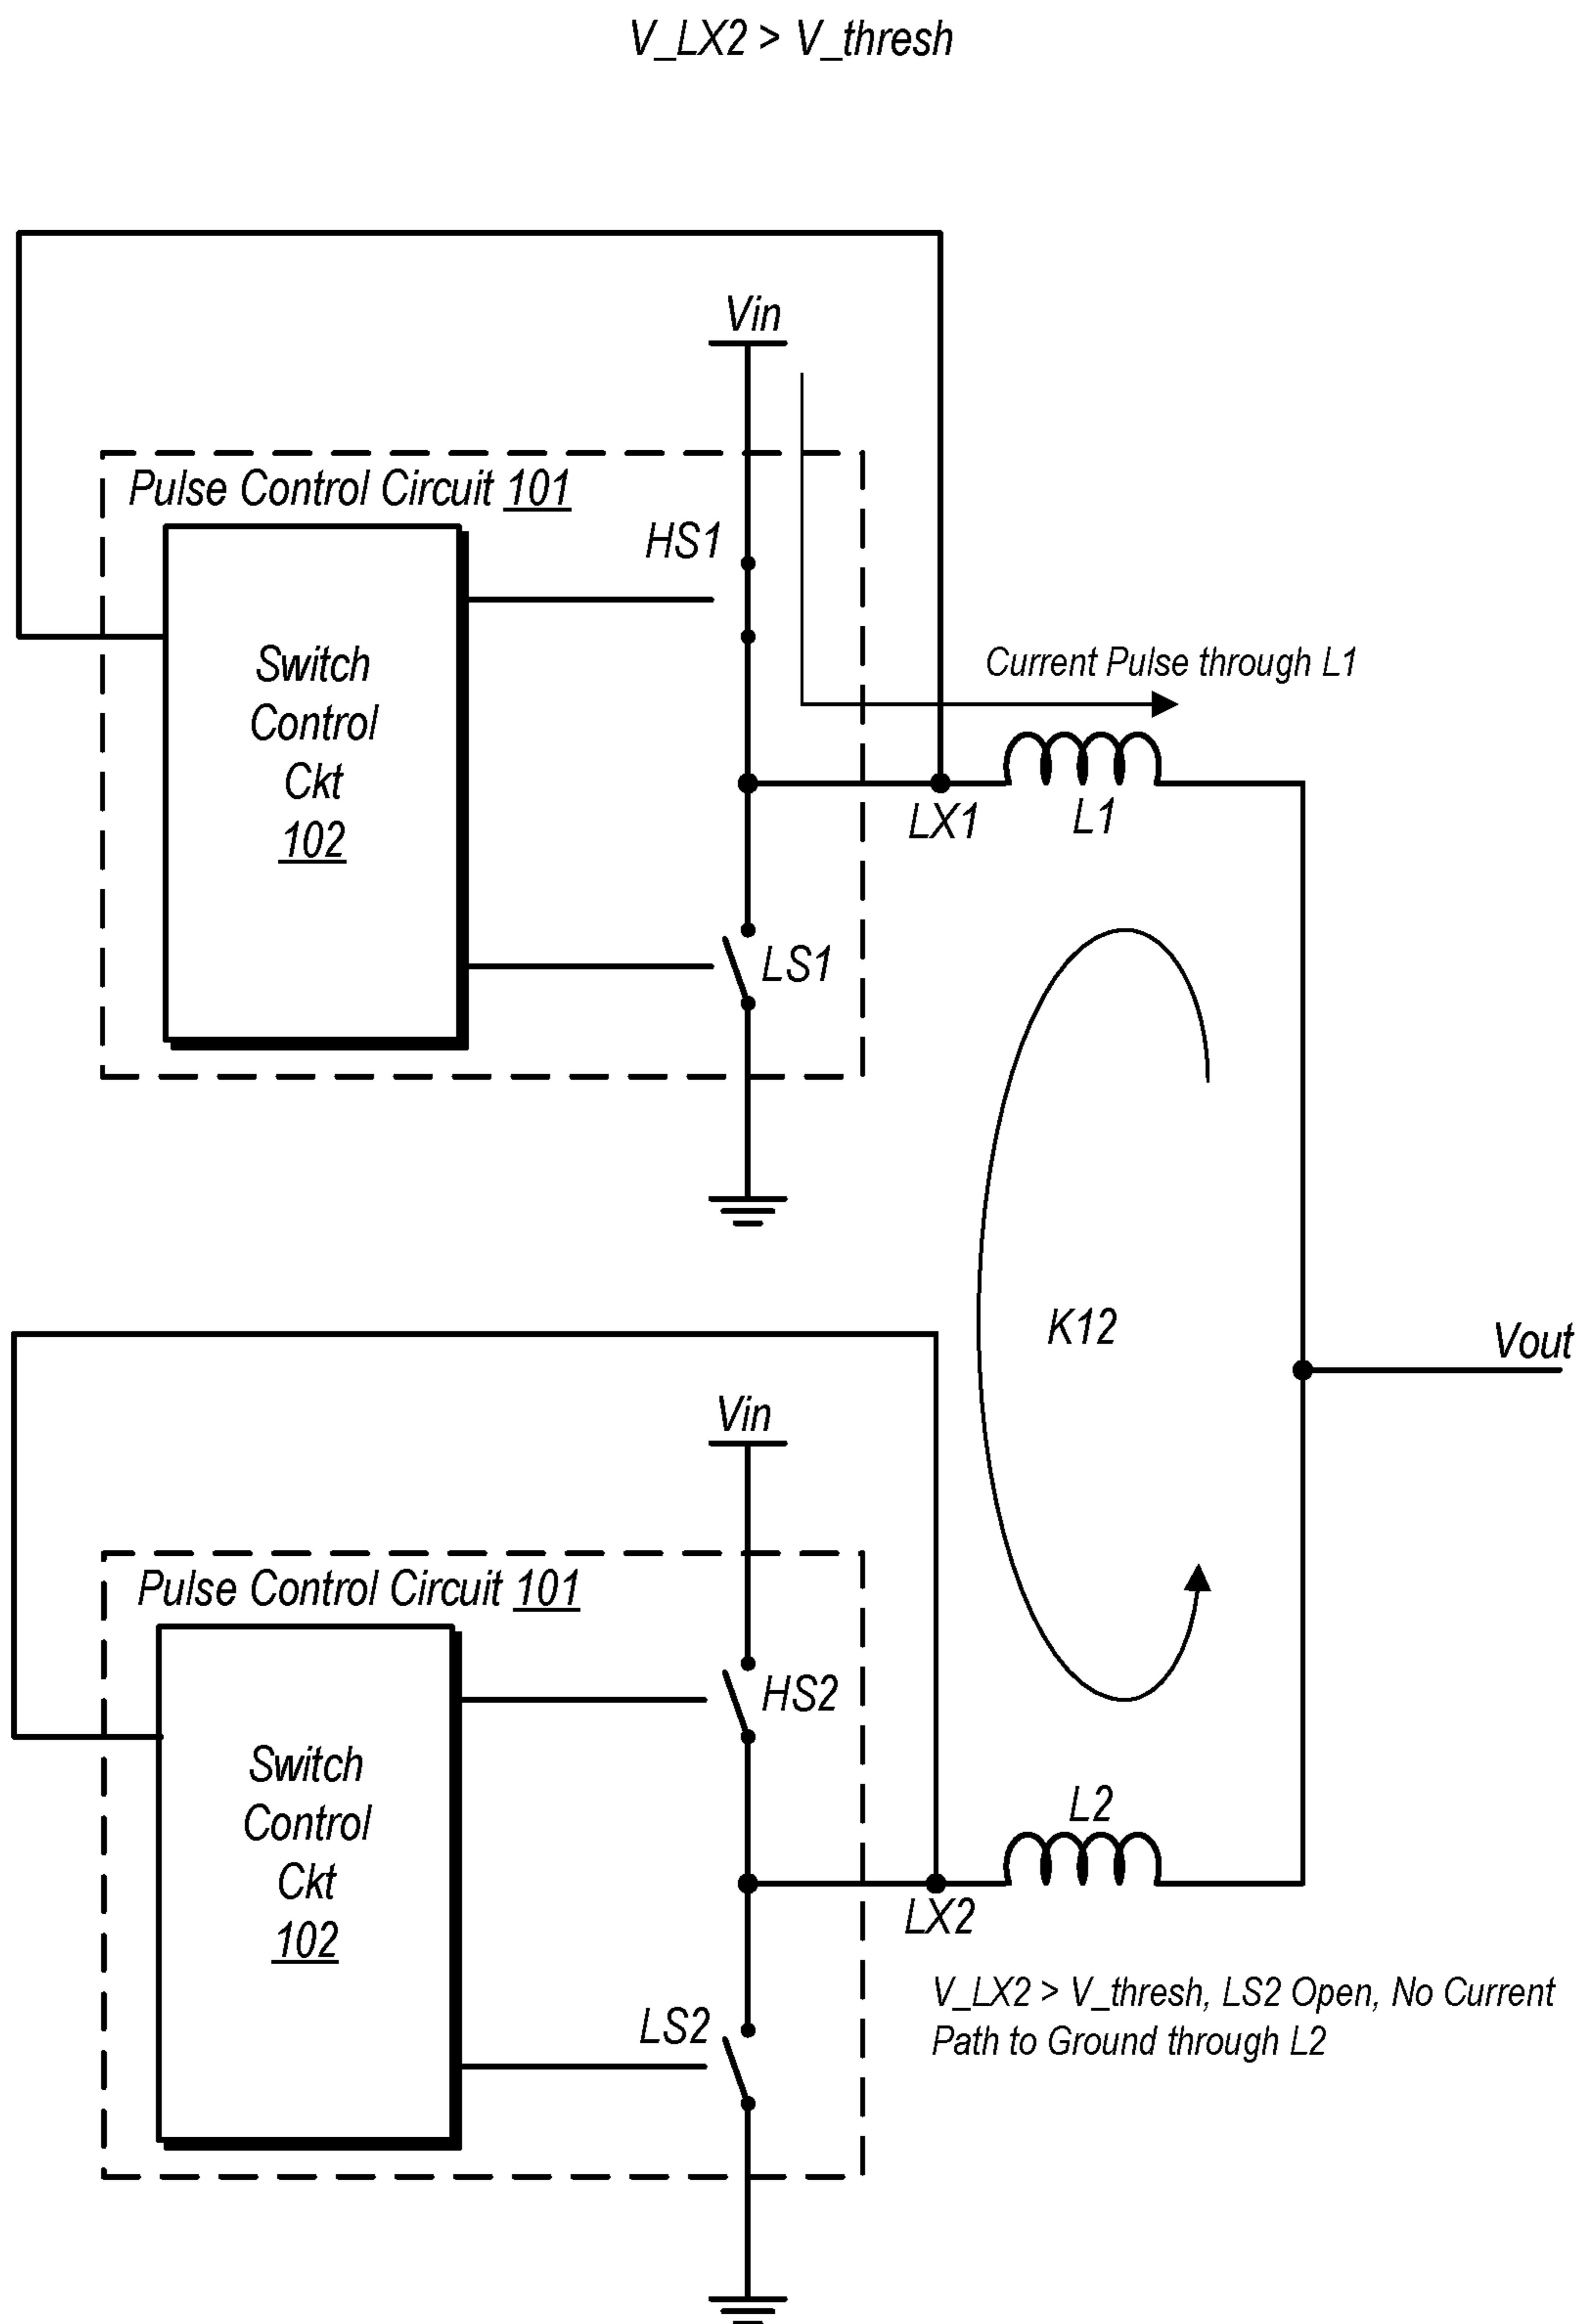 V_LX2 > V_thresh
Vin
Pulse Control Circuit 101
HS1
Switch
Control
Ckt
102
Current Pulse through L1
LX1
L1
LS1
K12
Vout
Vin
Pulse Control Circuit 101
HS2
Switch
Control
Ckt
102
L2
LX2
V_LX2 > V_thresh, LS2 Open, No Current
Path to Ground through L2
LS2